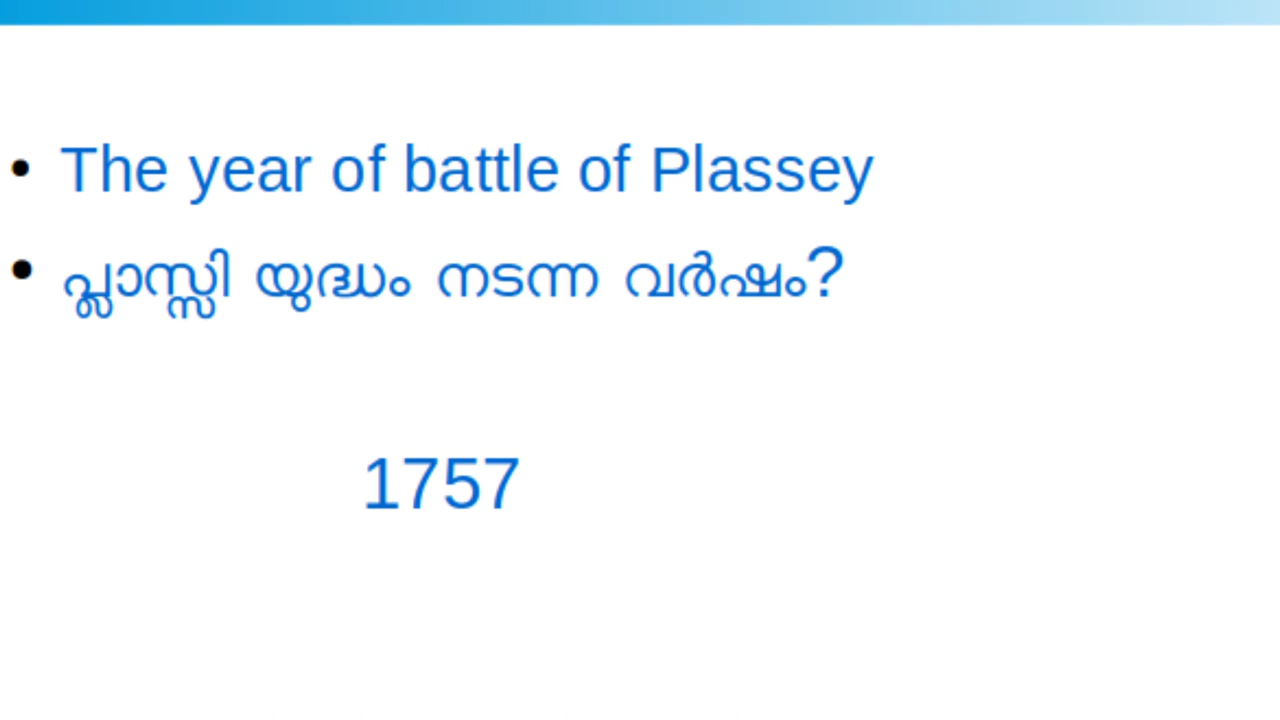 • The year of battle of Plassey
• പ്ലാസ്സി യുദ്ധം നടന്ന വർഷം?
1757